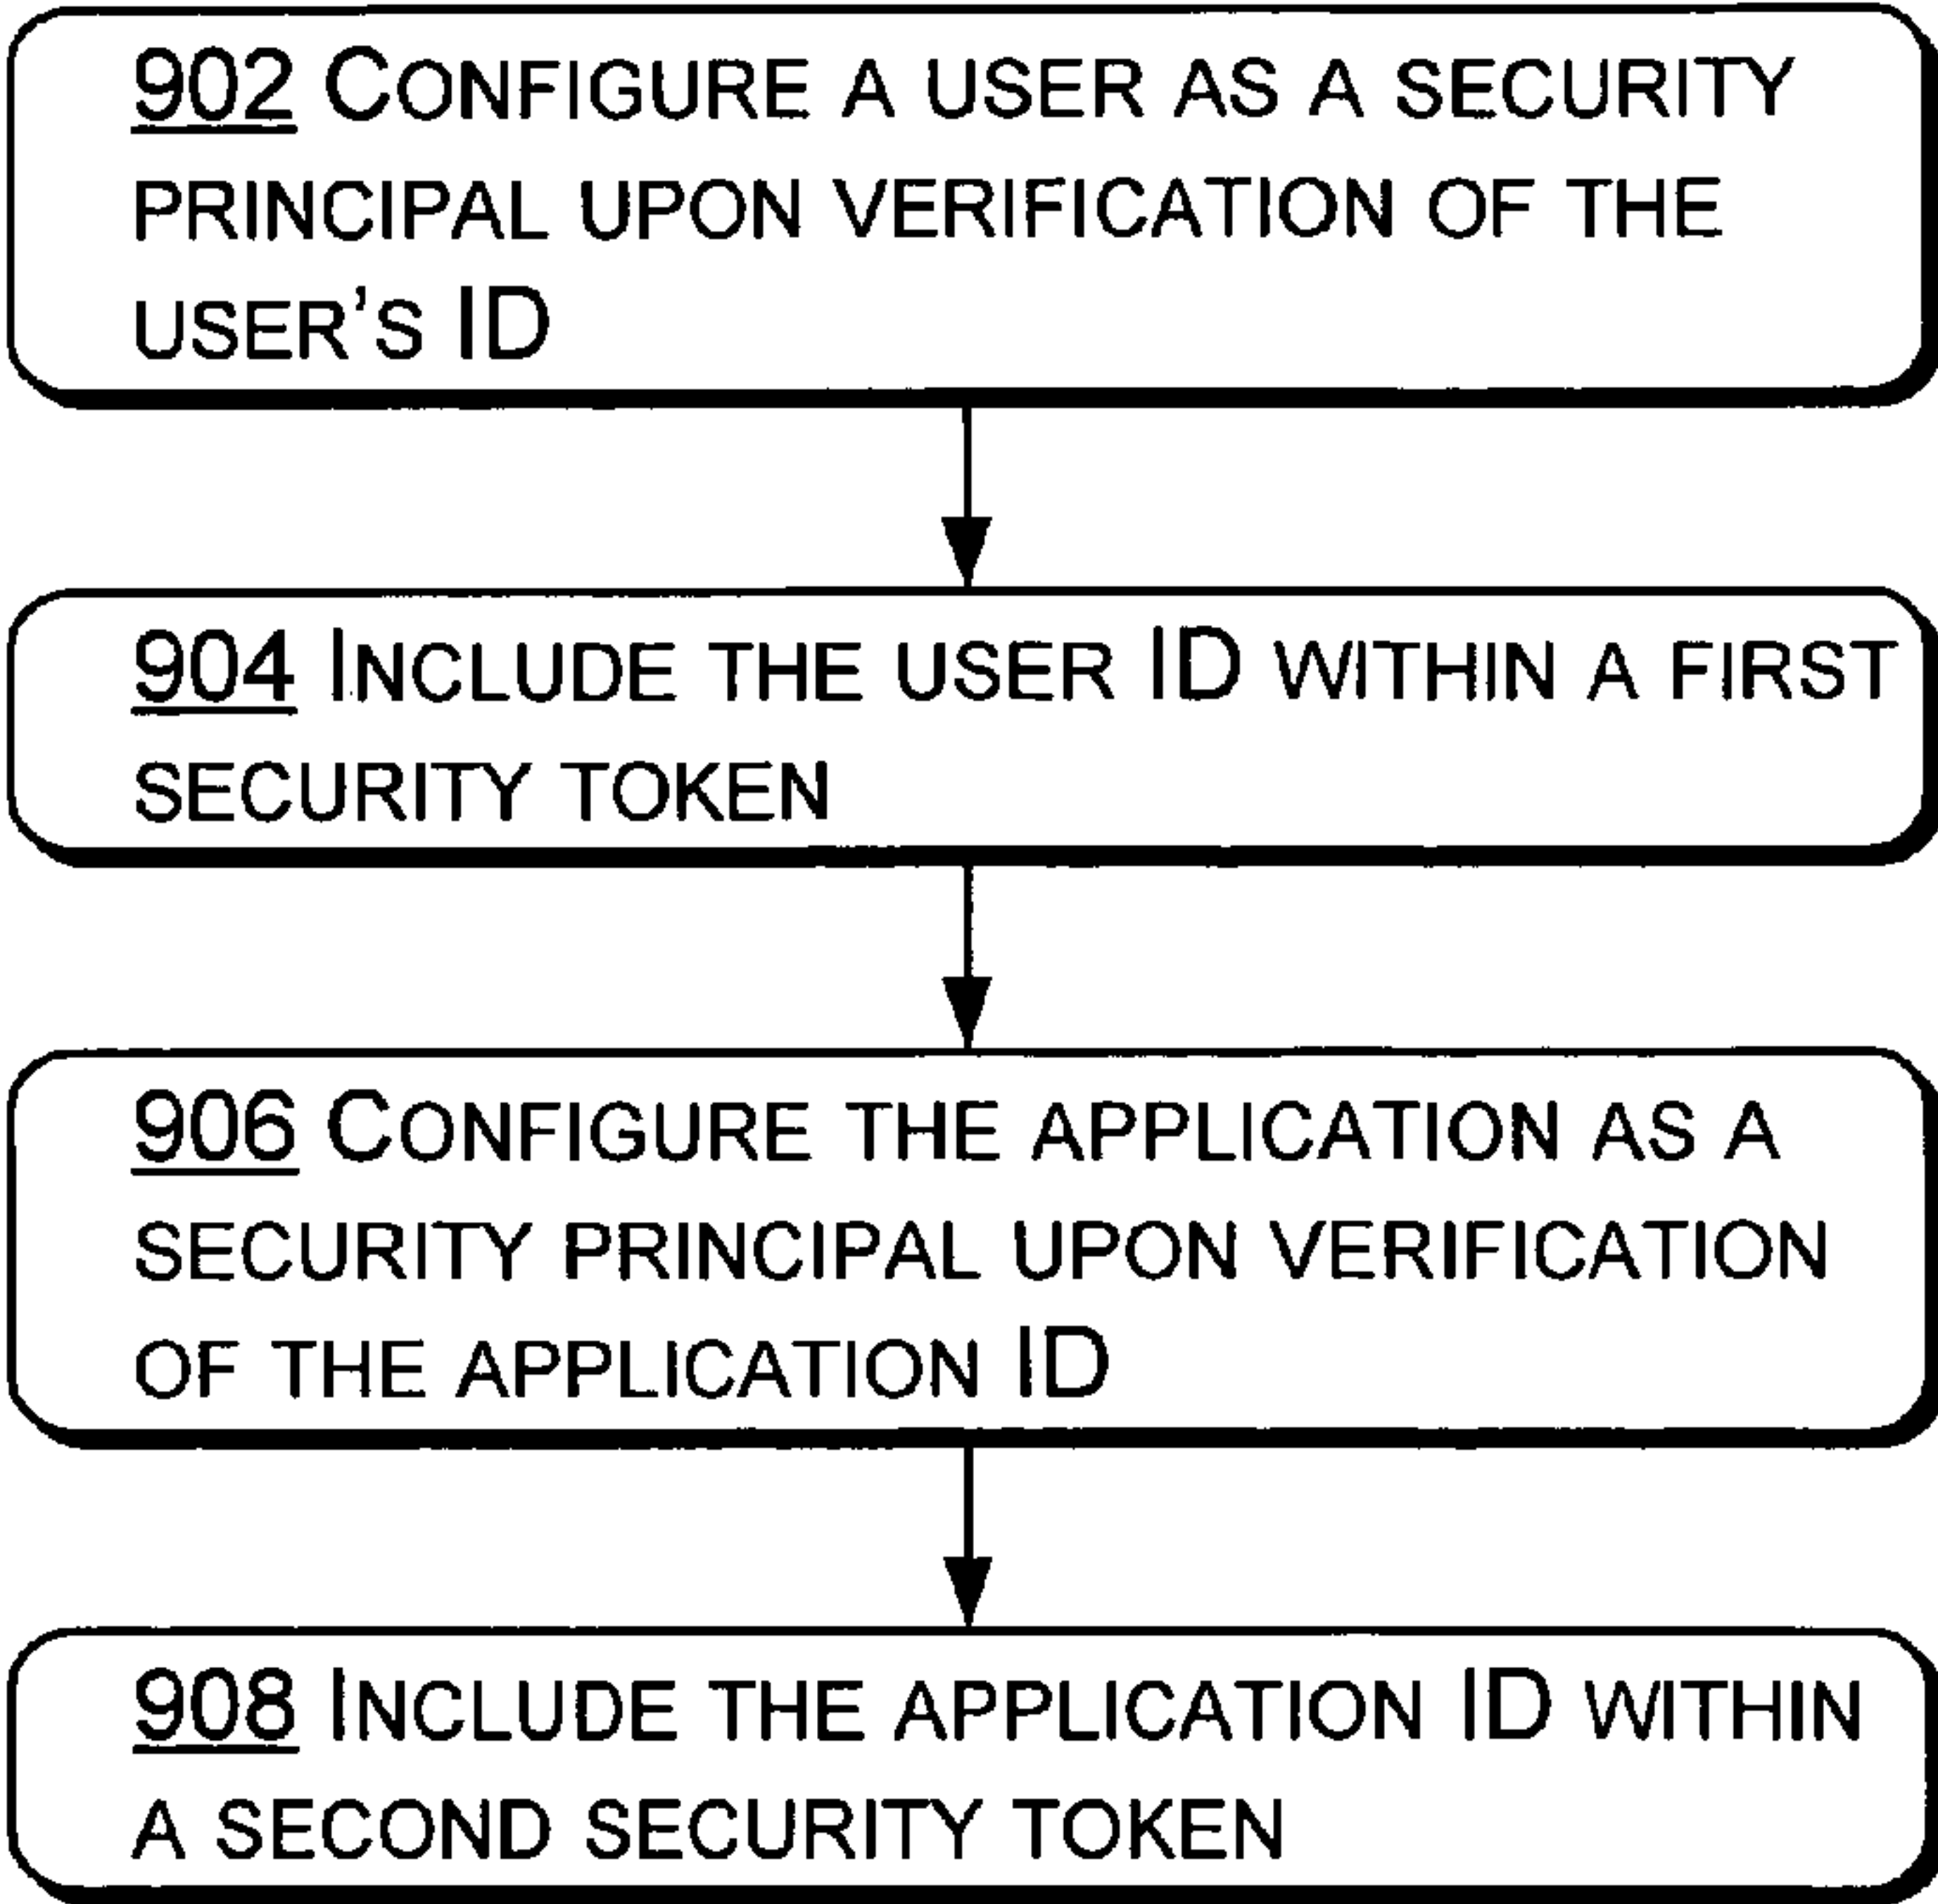 902 CONFIGURE A USER AS A SECURITY
PRINCIPAL UPON VERIFICATION OF THE
USER'S ID
904 INCLUDE THE USER ID WITHIN A FIRST
SECURITY TOKEN
906 CONFIGURE THE APPLICATION AS A
SECURITY PRINCIPAL UPON VERIFICATION
OF THE APPLICATION ID
908 INCLUDE THE APPLICATION ID WITHIN
A SECOND SECURITY TOKEN